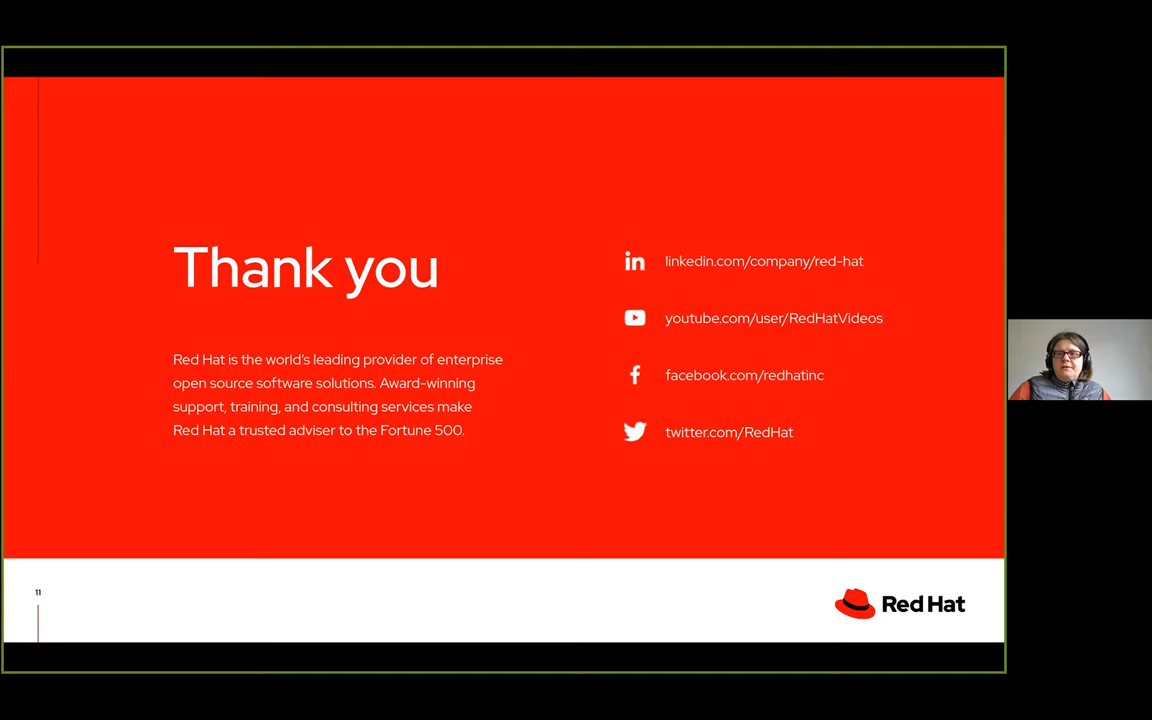 Thank you
Red Hat is the world's leading provider of enterprise
open source software solutions. Award-winning
support, training, and consulting services make
Red Hat a trusted adviser to the Fortune 500.
in
linkedin.com/company/red-hat
youtube.com/user/RedHatVideos
f
facebook.com/redhatinc
twitter.com/RedHat
11
Red Hat